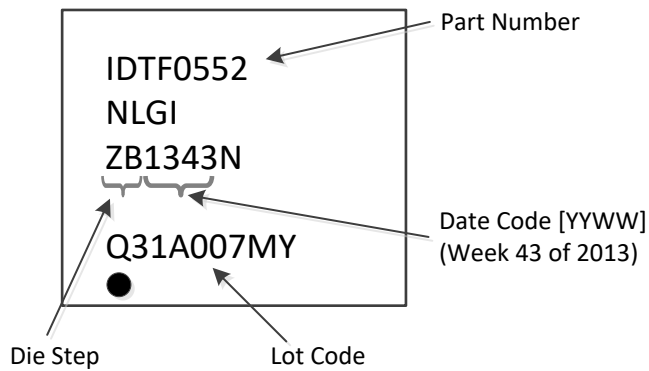 Part Number
IDTF0552
NLGI
ZB1343N
Date Code [YYWW]
(Week 43 of 2013)
Q31A007MY
Die Step
Lot Code